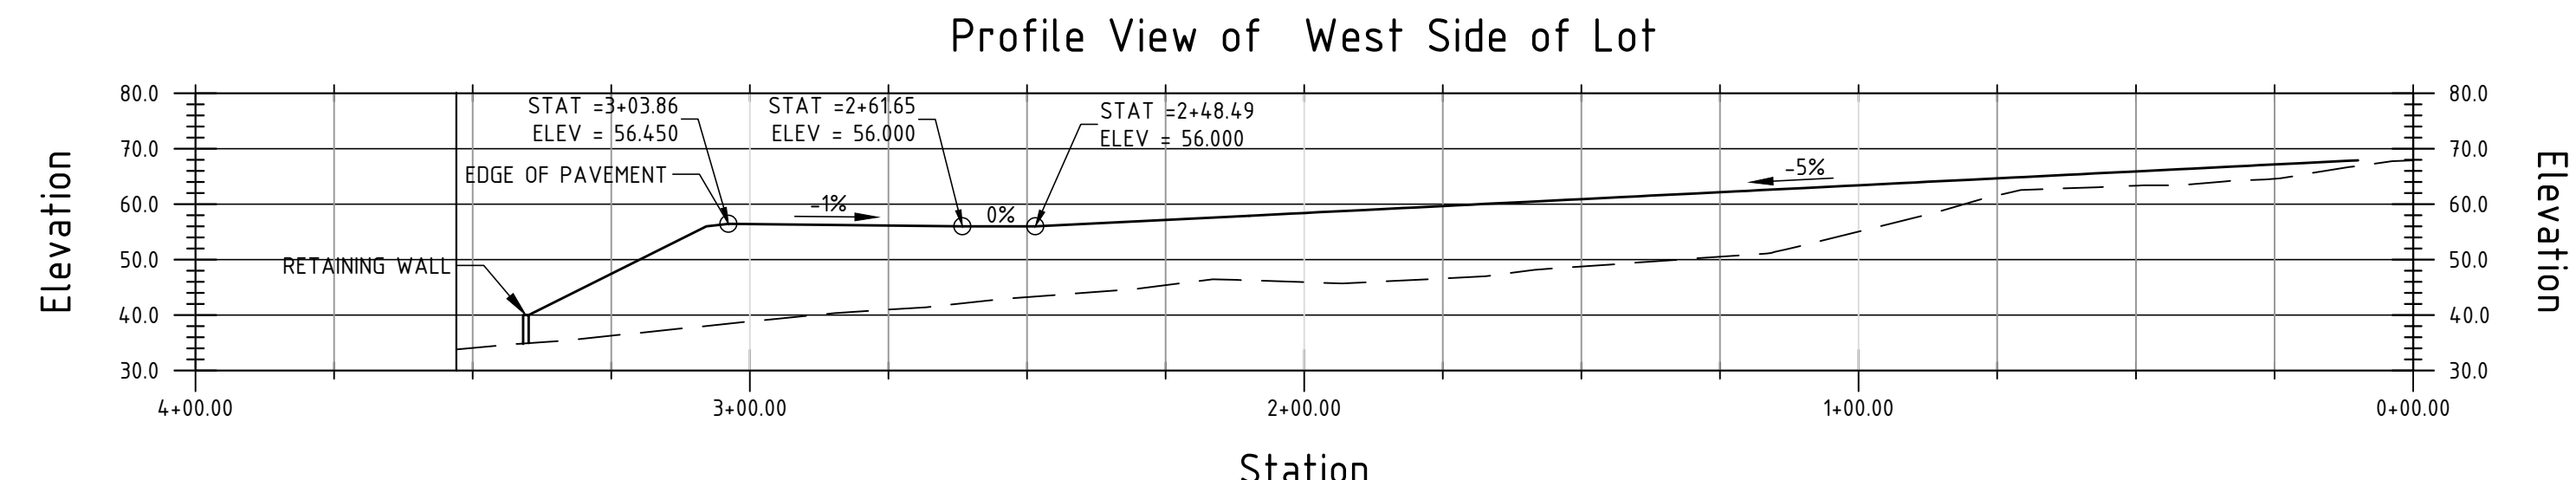 Profile View of West Side of Lot
80.0
70.0
60.0
50.0
40.0
30.0
Elevation
STAT =3+03.86
ELEV = 56.450
STAT =2+61.65
ELEV = 56.000
STAT =2+48.49
ELEV = 56.000
EDGE OF PAVEMENT
RETAINING WALL
-1%
0%
-5%
80.0
70.0
60.0
50.0
40.0
30.0
Elevation
4+00.00
3+00.00
2+00.00
1+00.00
0+00.00
Station